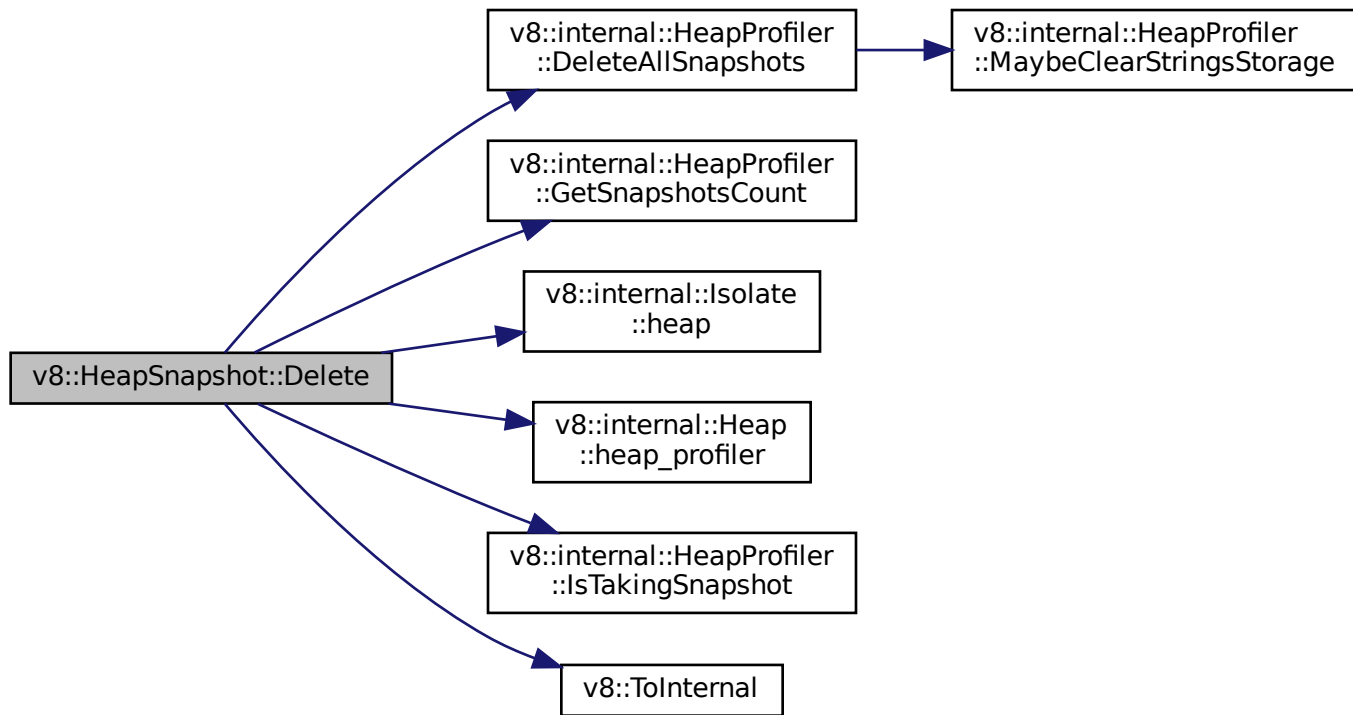 v8::internal::HeapProfiler
::DeleteAllSnapshots
v8::internal::HeapProfiler
::MaybeClearStringsStorage
v8::internal::HeapProfiler
::GetSnapshotsCount
v8::internal::Isolate
::heap
v8::HeapSnapshot::Delete
v8::internal::Heap
::heap_profiler
v8::internal::HeapProfiler
::IsTakingSnapshot
v8::ToInternal